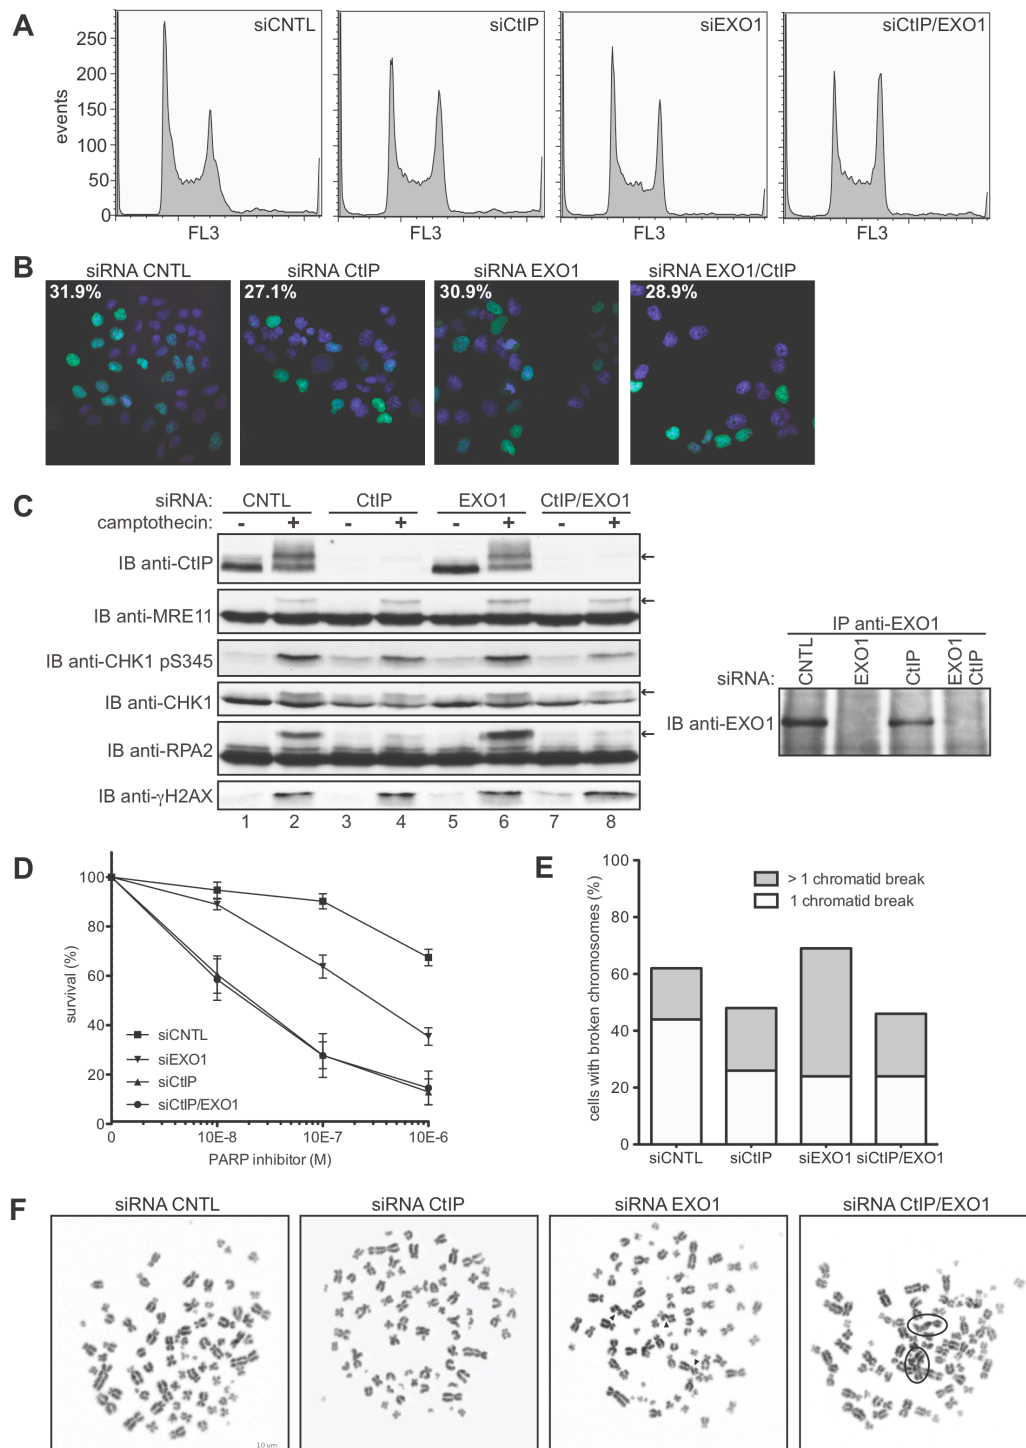 A
siCNTL
siCtIP
siEXO1
siCtIP/EXO1
events
250
200
150
100
50
0
FL3
FL3
FL3
FL3
B
siRNA CNTL
siRNA CtIP
siRNA EXO1
siRNA EXO1/CtIP
31.9%
27.1%
30.9%
28.9%
C
siRNA: CNTL CtIP EXO1 CtIP/EXO1
camptothecin: - + - + - + - +
IB anti-CtIP
IB anti-MRE11
IB anti-CHK1 pS345
IB anti-CHK1
IB anti-RPA2
IB anti-γH2AX
1 2 3 4 5 6 7 8
IP anti-EXO1
siRNA:
CNTL
EXO1
CtIP
EXO1
CtIP
IB anti-EXO1
D
survival (%)
100
80
60
40
20
0
siCNTL
siEXO1
siCtIP
siCtIP/EXO1
0 10E-8 10E-7 10E-6
PARP inhibitor (M)
E
cells with broken chromosomes (%)
100
80
60
40
20
0
> 1 chromatid break
1 chromatid break
siCNTL siCtIP siEXO1 siCtIP/EXO1
F
siRNA CNTL
siRNA CtIP
siRNA EXO1
siRNA CtIP/EXO1
10 um